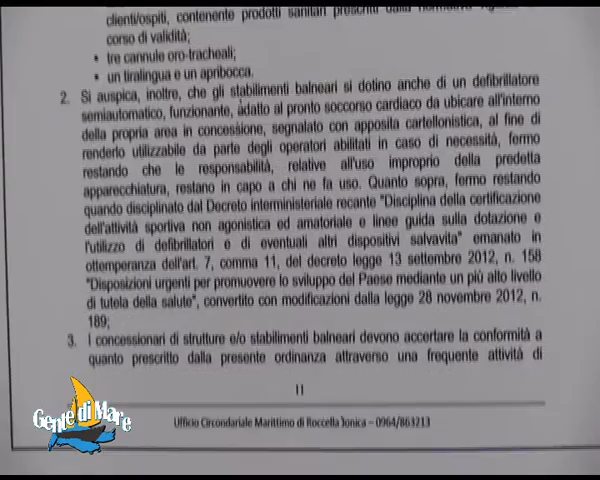 clienti/ospiti, contenente prodotti sanitari prescritti dalla normativa
corso di validità;
• tre cannule oro-tracheali;
• un tiralingua e un apribocca.
2. Si auspica, inoltre, che gli stabilimenti balneari si dotino anche di un defibrillatore
semiautomatico, funzionante, adatto al pronto soccorso cardiaco da ubicare all'interno
della propria area in concessione, segnalato con apposita cartellonistica, al fine di
renderlo utilizzabile da parte degli operatori abilitati in caso di necessità, fermo
restando che le responsabilità, relative all'uso improprio della predetta
apparecchiatura, restano in capo a chi ne fa uso. Quanto sopra, fermo restando
quando disciplinato dal Decreto interministeriale recante "Disciplina della certificazione
dell'attività sportiva non agonistica ed amatoriale e linee guida sulla dotazione e
l'utilizzo di defibrillatori e di eventuali altri dispositivi salvavita" emanato in
ottemperanza dell'art. 7, comma 11, del decreto legge 13 settembre 2012, n. 158
"Disposizioni urgenti per promuovere lo sviluppo del Paese mediante un più alto livello
di tutela della salute", convertito con modificazioni dalla legge 28 novembre 2012, n.
189;
3. I concessionari di strutture e/o stabilimenti balneari devono accertare la conformità a
quanto prescritto dalla presente ordinanza attraverso una frequente attività di
11
Ufficio Circondariale Marittimo di Roccella Jonica – 0964/863213
Gente di Mare